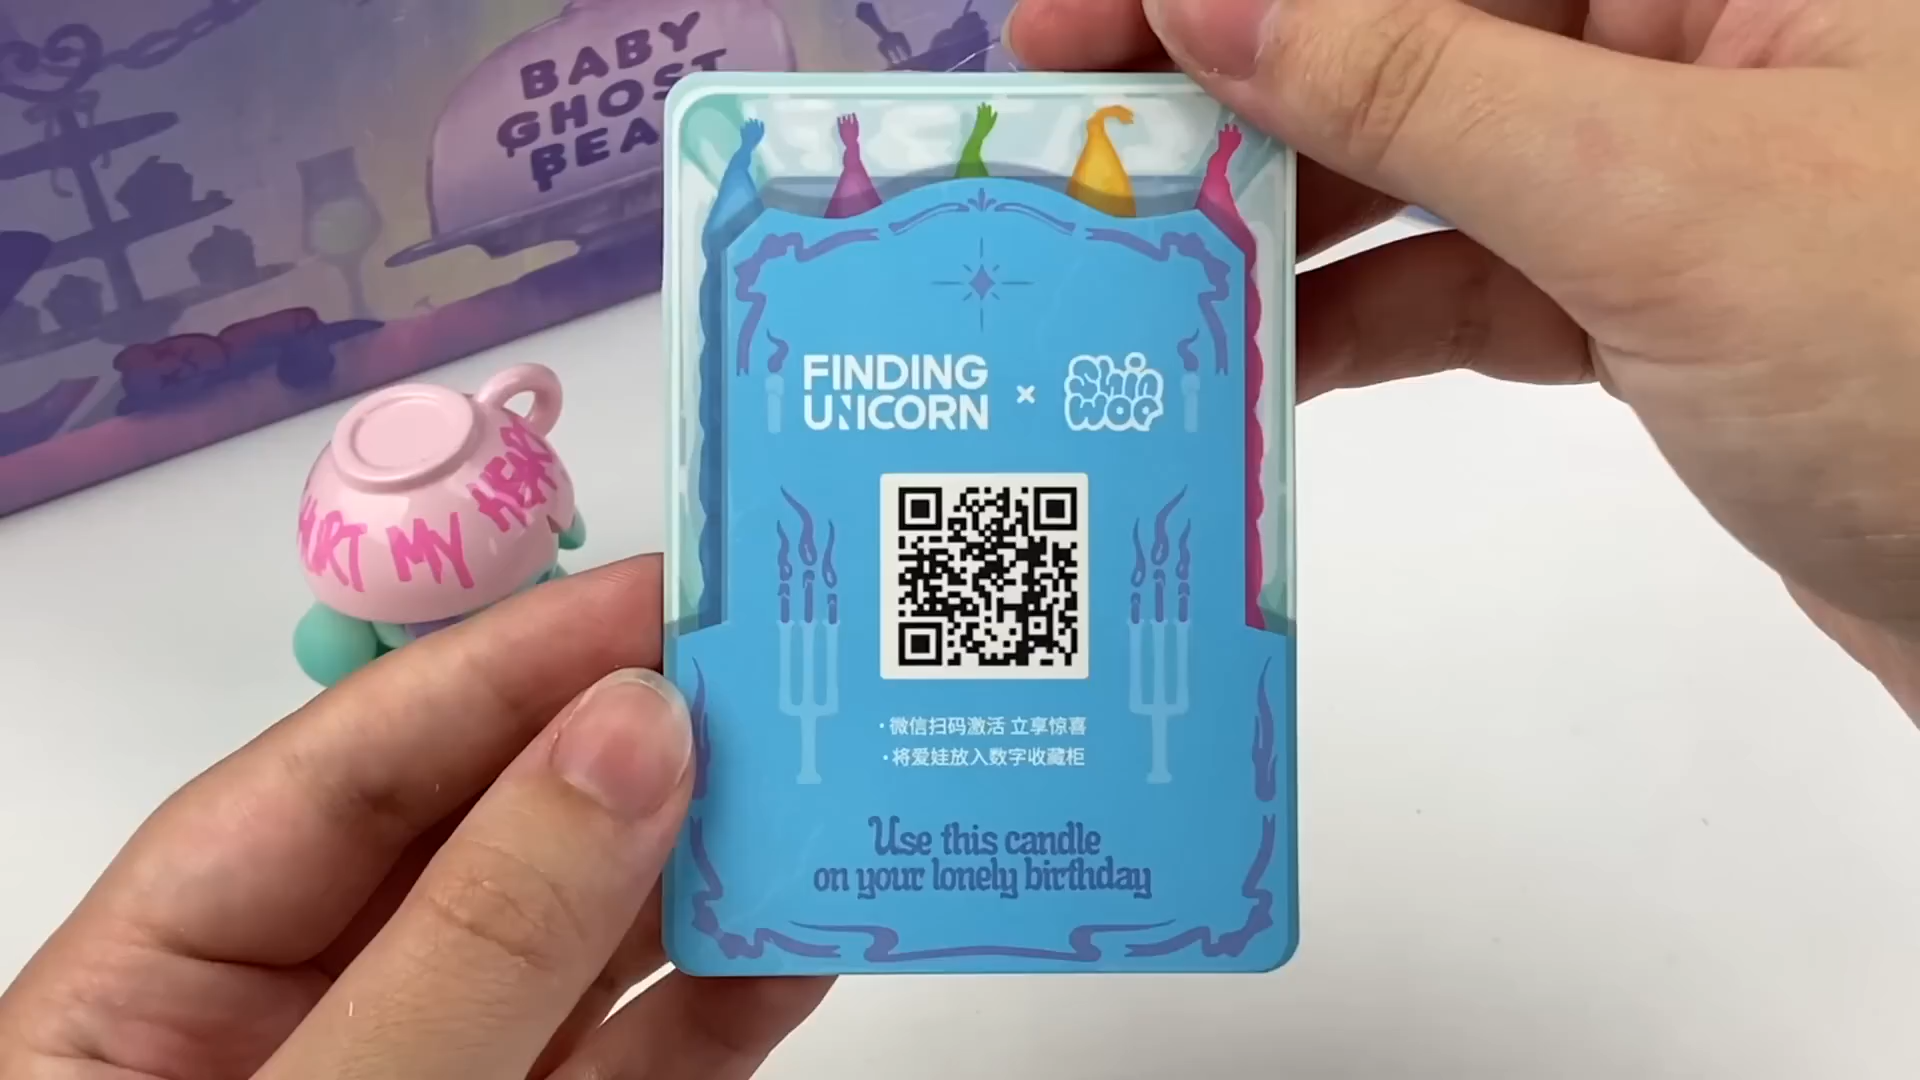 BABY
GHOST
BEA
HURT MY HEART
FINDING
UNICORN
×
Shin
Woo
· 微信扫码激活 立享惊喜
· 将爱娃放入数字收藏柜
Use this candle
on your lonely birthday